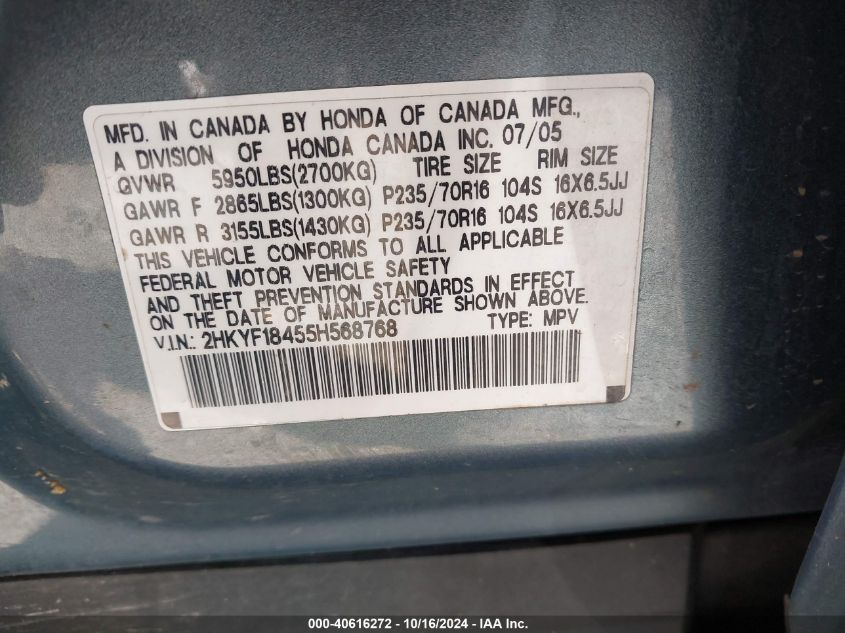 MFD. IN CANADA BY HONDA OF CANADA MFG.,
A DIVISION OF HONDA CANADA INC. 07/05
GVWR 5950LBS(2700KG) TIRE SIZE RIM SIZE
GAWR F 2865LBS(1300KG) P235/70R16 104S 16X6.5JJ
GAWR R 3155LBS(1430KG) P235/70R16 104S 16X6.5JJ
THIS VEHICLE CONFORMS TO ALL APPLICABLE
FEDERAL MOTOR VEHICLE SAFETY
AND THEFT PREVENTION STANDARDS IN EFFECT
ON THE DATE OF MANUFACTURE SHOWN ABOVE.
V.I.N.: 2HKYF18455H568768 TYPE: MPV
000-40616272 - 10/16/2024 - IAA Inc.